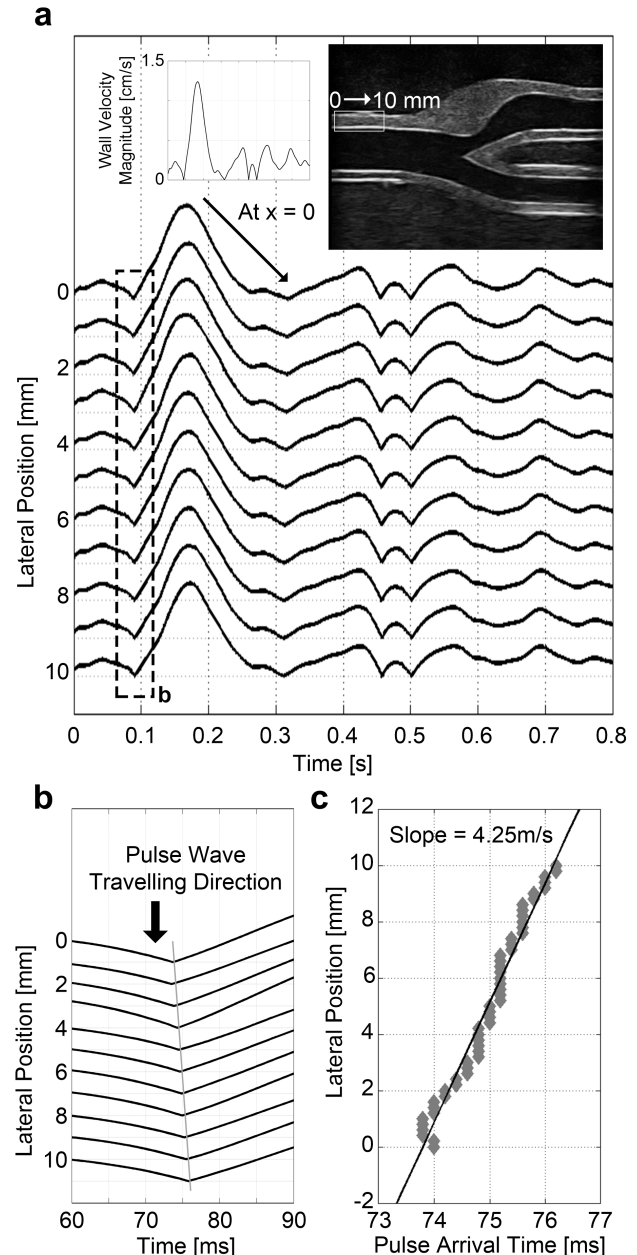 a
1.5
Wall Velocity
Magnitude [cm/s]
0
0 → 10 mm
At x = 0
Lateral Position [mm]
0
2
4
6
8
10
b
0 0.1 0.2 0.3 0.4 0.5 0.6 0.7 0.8
Time [s]
b
Pulse Wave
Travelling Direction
Lateral Position [mm]
0
2
4
6
8
10
60 70 80 90
Time [ms]
c
Slope = 4.25m/s
Lateral Position [mm]
12
10
8
6
4
2
0
-2
73 74 75 76 77
Pulse Arrival Time [ms]